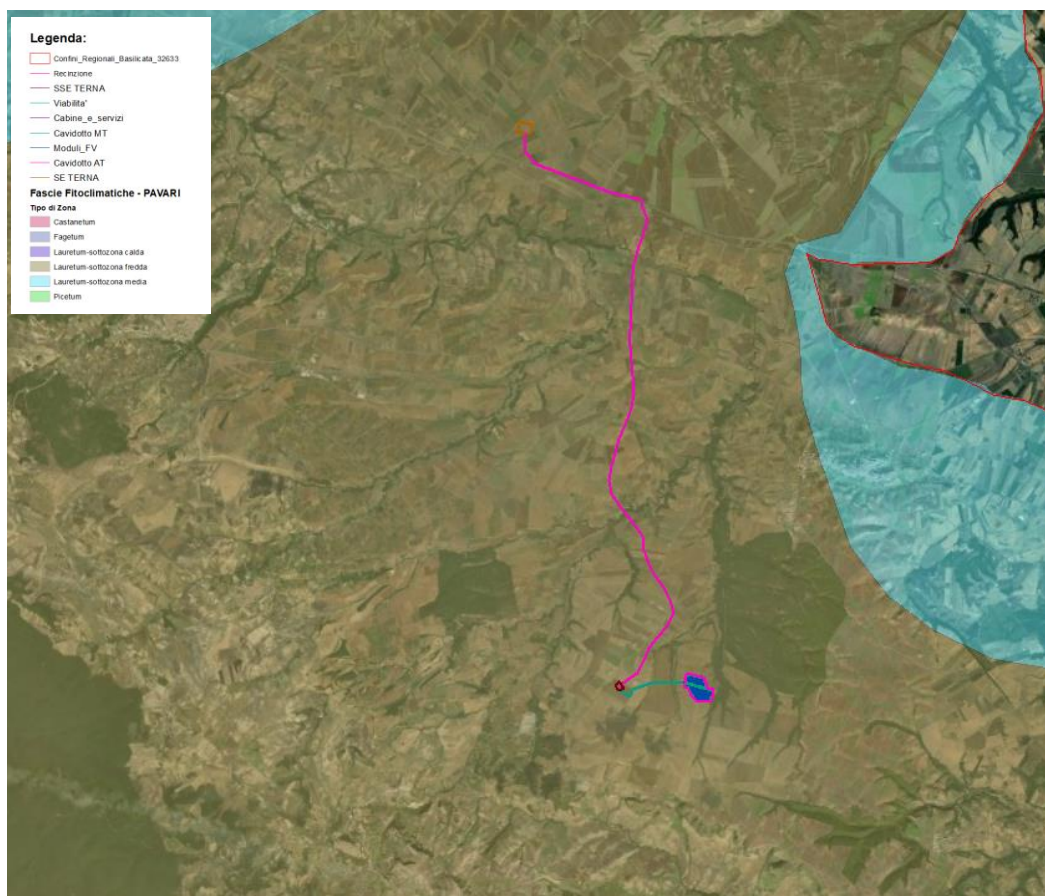 Legenda:
Confini_Regionali_Basilicata_32633
Recinzione
SSE TERNA
Viabilita'
Cabine_e_servizi
Cavidotto MT
Moduli_FV
Cavidotto AT
SE TERNA
Fascie Fitoclimatiche - PAVARI
Tipo di Zona
Castanetum
Fagetum
Lauretum-sottozona calda
Lauretum-sottozona fredda
Lauretum-sottozona media
Picetum